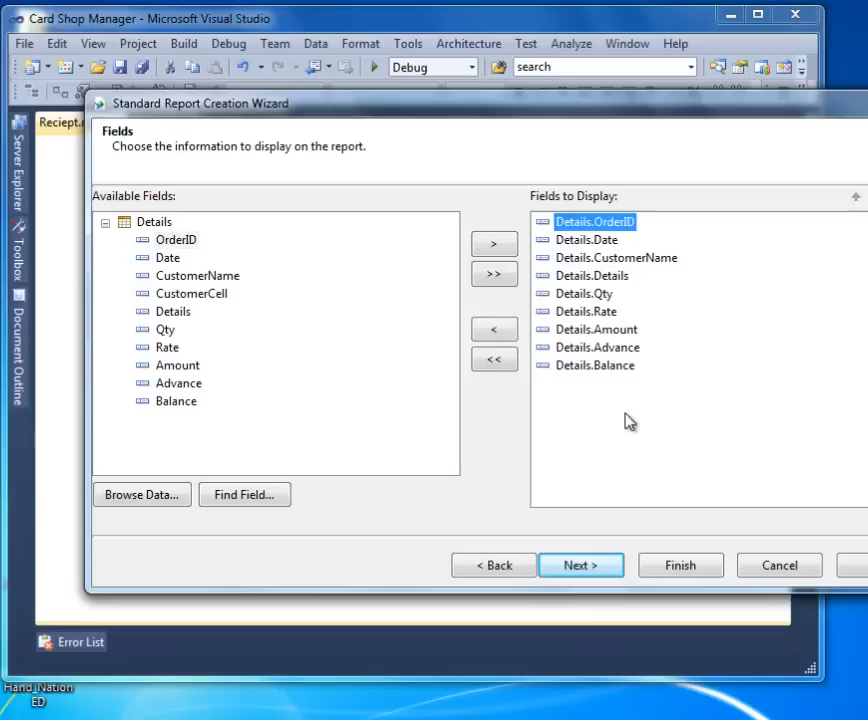 Card Shop Manager - Microsoft Visual Studio
File Edit View Project Build Debug Team Data Format Tools Architecture Test Analyze Window Help
Debug search
Standard Report Creation Wizard
Reciept.
Fields
Choose the information to display on the report.
Server Explorer
Toolbox
Document Outline
Available Fields:
Details
OrderID
Date
CustomerName
CustomerCell
Details
Qty
Rate
Amount
Advance
Balance
>
>>
<
<<
Fields to Display:
Details.OrderID
Details.Date
Details.CustomerName
Details.Details
Details.Qty
Details.Rate
Details.Amount
Details.Advance
Details.Balance
Browse Data... Find Field...
< Back Next > Finish Cancel
Error List
Hand_Nation
ED